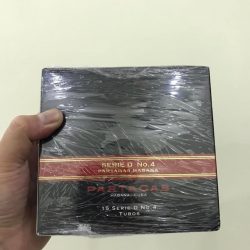 SERIE D No.4
PARTAGAS HABANA
PARTAGAS
HABANA - CUBA
15 SERIE D No.4
TUBOS